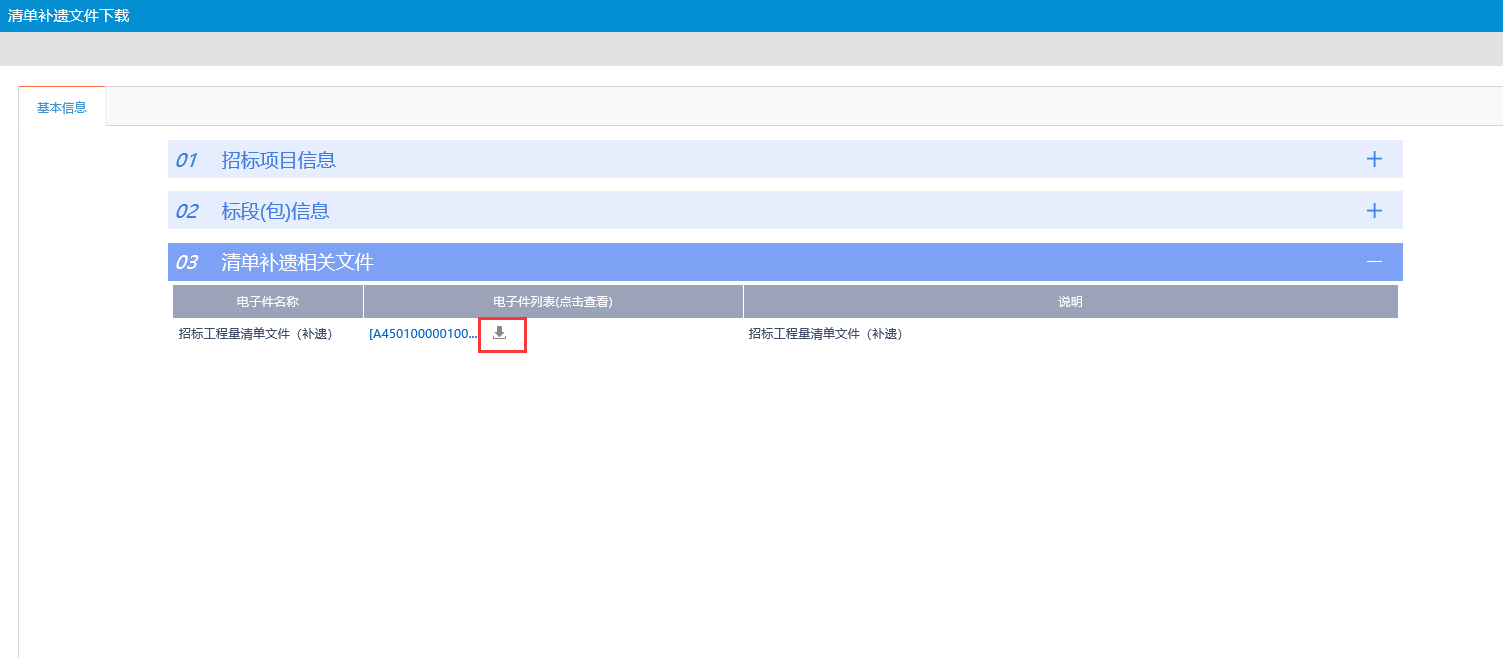 清单补遗文件下载
基本信息
01 招标项目信息
02 标段(包)信息
03 清单补遗相关文件
电子件名称 电子件列表(点击查看) 说明
招标工程量清单文件（补遗） [A450100000100... 招标工程量清单文件（补遗）